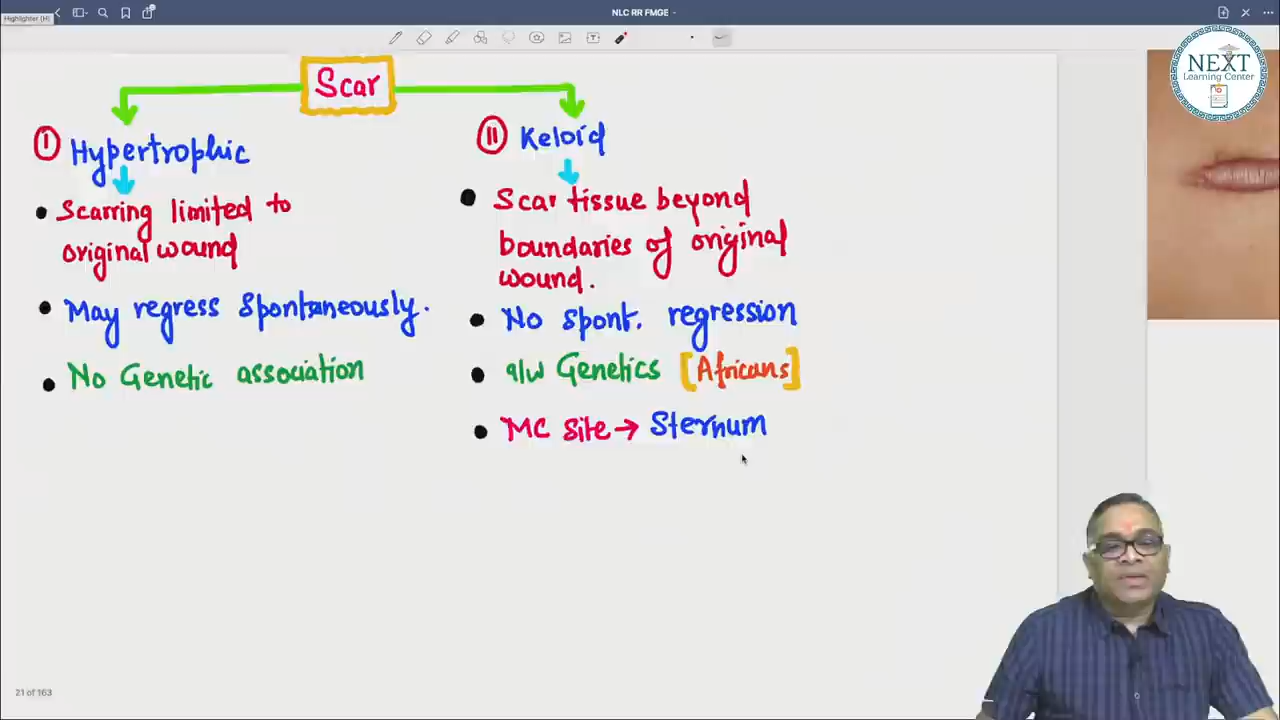 Highlighter (H)
NLC RR FMGE
NEXT
Learning Center
Scar
I Hypertrophic
• Scarring limited to
original wound
• May regress spontaneously.
• No Genetic association
II Keloid
• Scar tissue beyond
boundaries of original
wound.
• No spont. regression
• a/w Genetics [Africans]
• MC site → Sternum
21 of 163